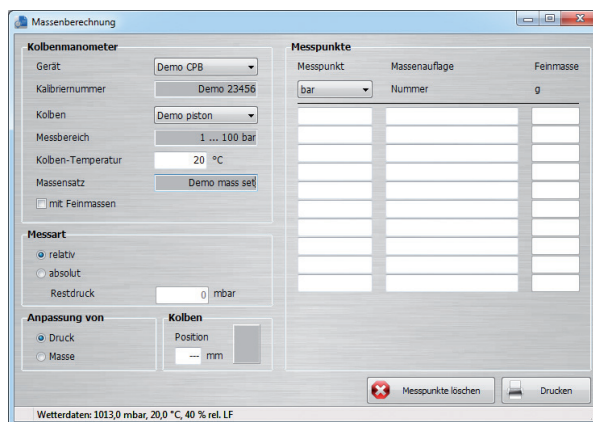 Massenberechnung
Kolbenmanometer
Gerät Demo CPB
Kalibriernummer Demo 23456
Kolben Demo piston
Messbereich 1 ... 100 bar
Kolben-Temperatur 20 °C
Massensatz Demo mass set
mit Feinmassen
Messart
relativ
absolut
Restdruck 0 mbar
Anpassung von
Druck
Masse
Kolben
Position
--- mm
Messpunkte
Messpunkt Massenauflage Feinmasse
bar Nummer g
Messpunkte löschen Drucken
Wetterdaten: 1013,0 mbar, 20,0 °C, 40 % rel. LF